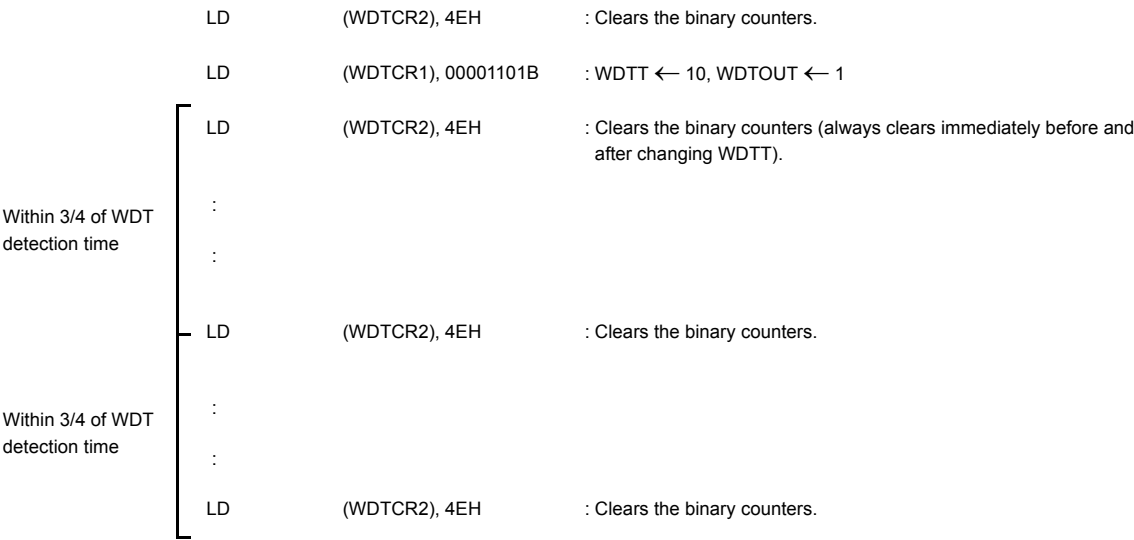 LD (WDTCR2), 4EH : Clears the binary counters.
LD (WDTCR1), 00001101B : WDTT ← 10, WDTOUT ← 1
LD (WDTCR2), 4EH : Clears the binary counters (always clears immediately before and
after changing WDTT).
Within 3/4 of WDT
detection time
:
:
LD (WDTCR2), 4EH : Clears the binary counters.
Within 3/4 of WDT
detection time
:
:
LD (WDTCR2), 4EH : Clears the binary counters.